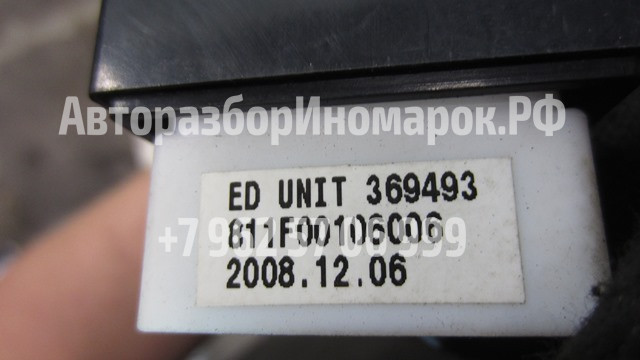 АвторазборИномарок.РФ
ED UNIT 369493
811F00106006
2008.12.06